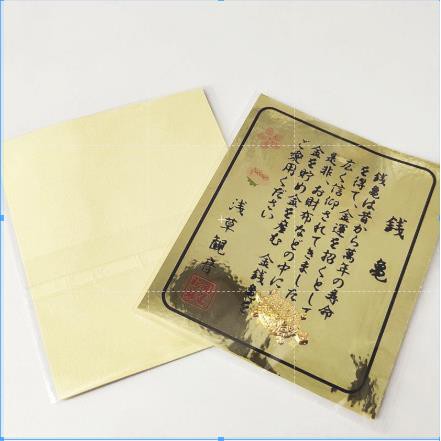 銭亀
銭亀は昔から萬年の寿命
を得て、金運を招くとして
広く信仰されてきました
是非、お財布などの中に
金を貯め金を産む 金銭亀を
ご愛用ください
浅草観音